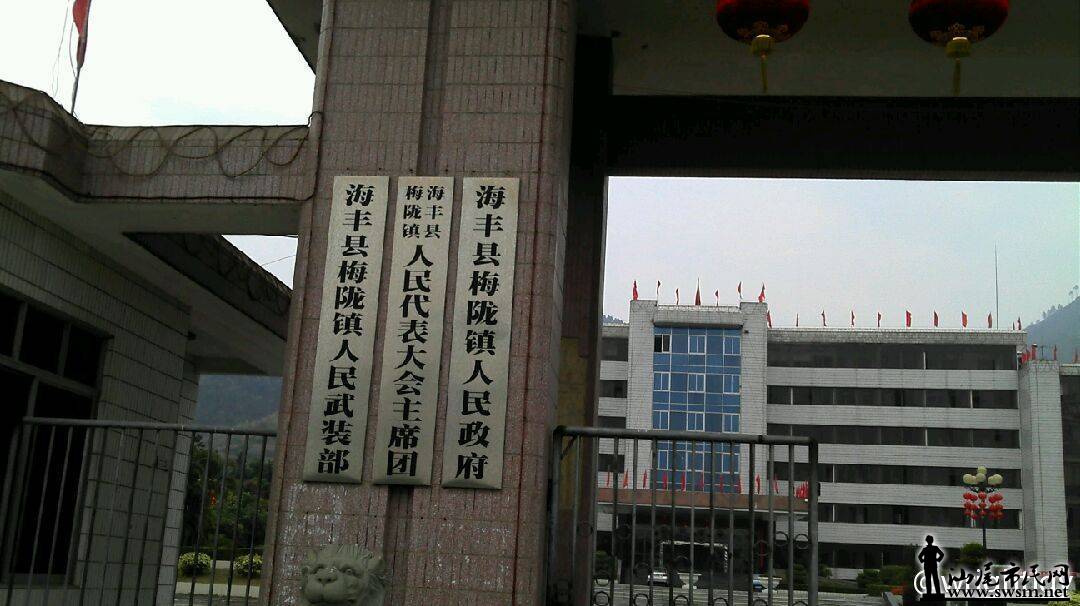 海丰县梅陇镇人民武装部
海丰县
梅陇镇
人民代表大会主席团
海丰县梅陇镇人民政府
汕尾市民网
www.swsm.net